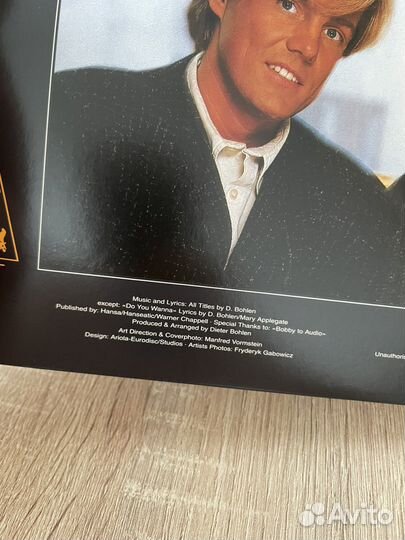 Music and Lyrics: All Titles by D. Bohlen
except: »Do You Wanna« Lyrics by D. Bohlen/Mary Applegate
Published by: Hansa/Hanseatic/Warner Chappell · Special Thanks to: »Bobby to Audio«
Produced & Arranged by Dieter Bohlen
Art Direction & Coverphoto: Manfred Vormstein
Design: Ariola-Eurodisc/Studios · Artists Photos: Fryderyk Gabowicz
Unauthoris
Avito